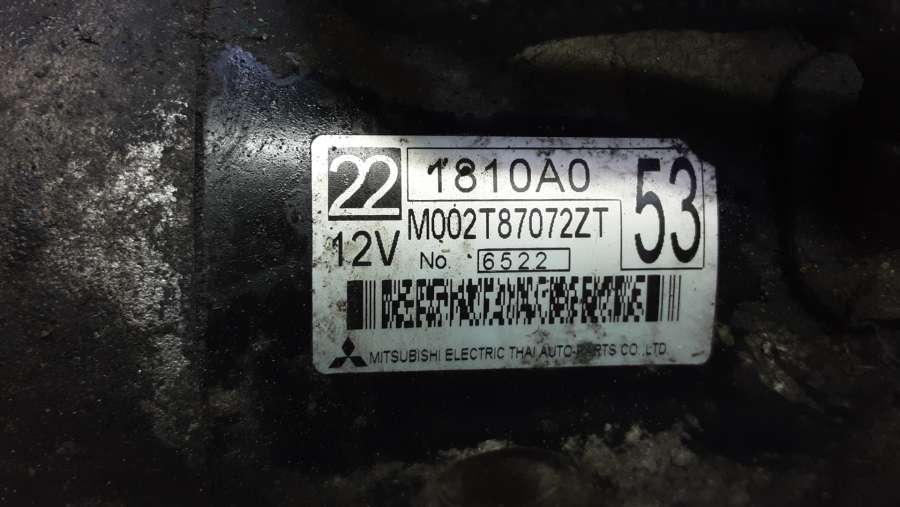 22 1810A0 53
M002T87072ZT
12V No. 6522
MITSUBISHI ELECTRIC THAI AUTO-PARTS CO.,LTD.